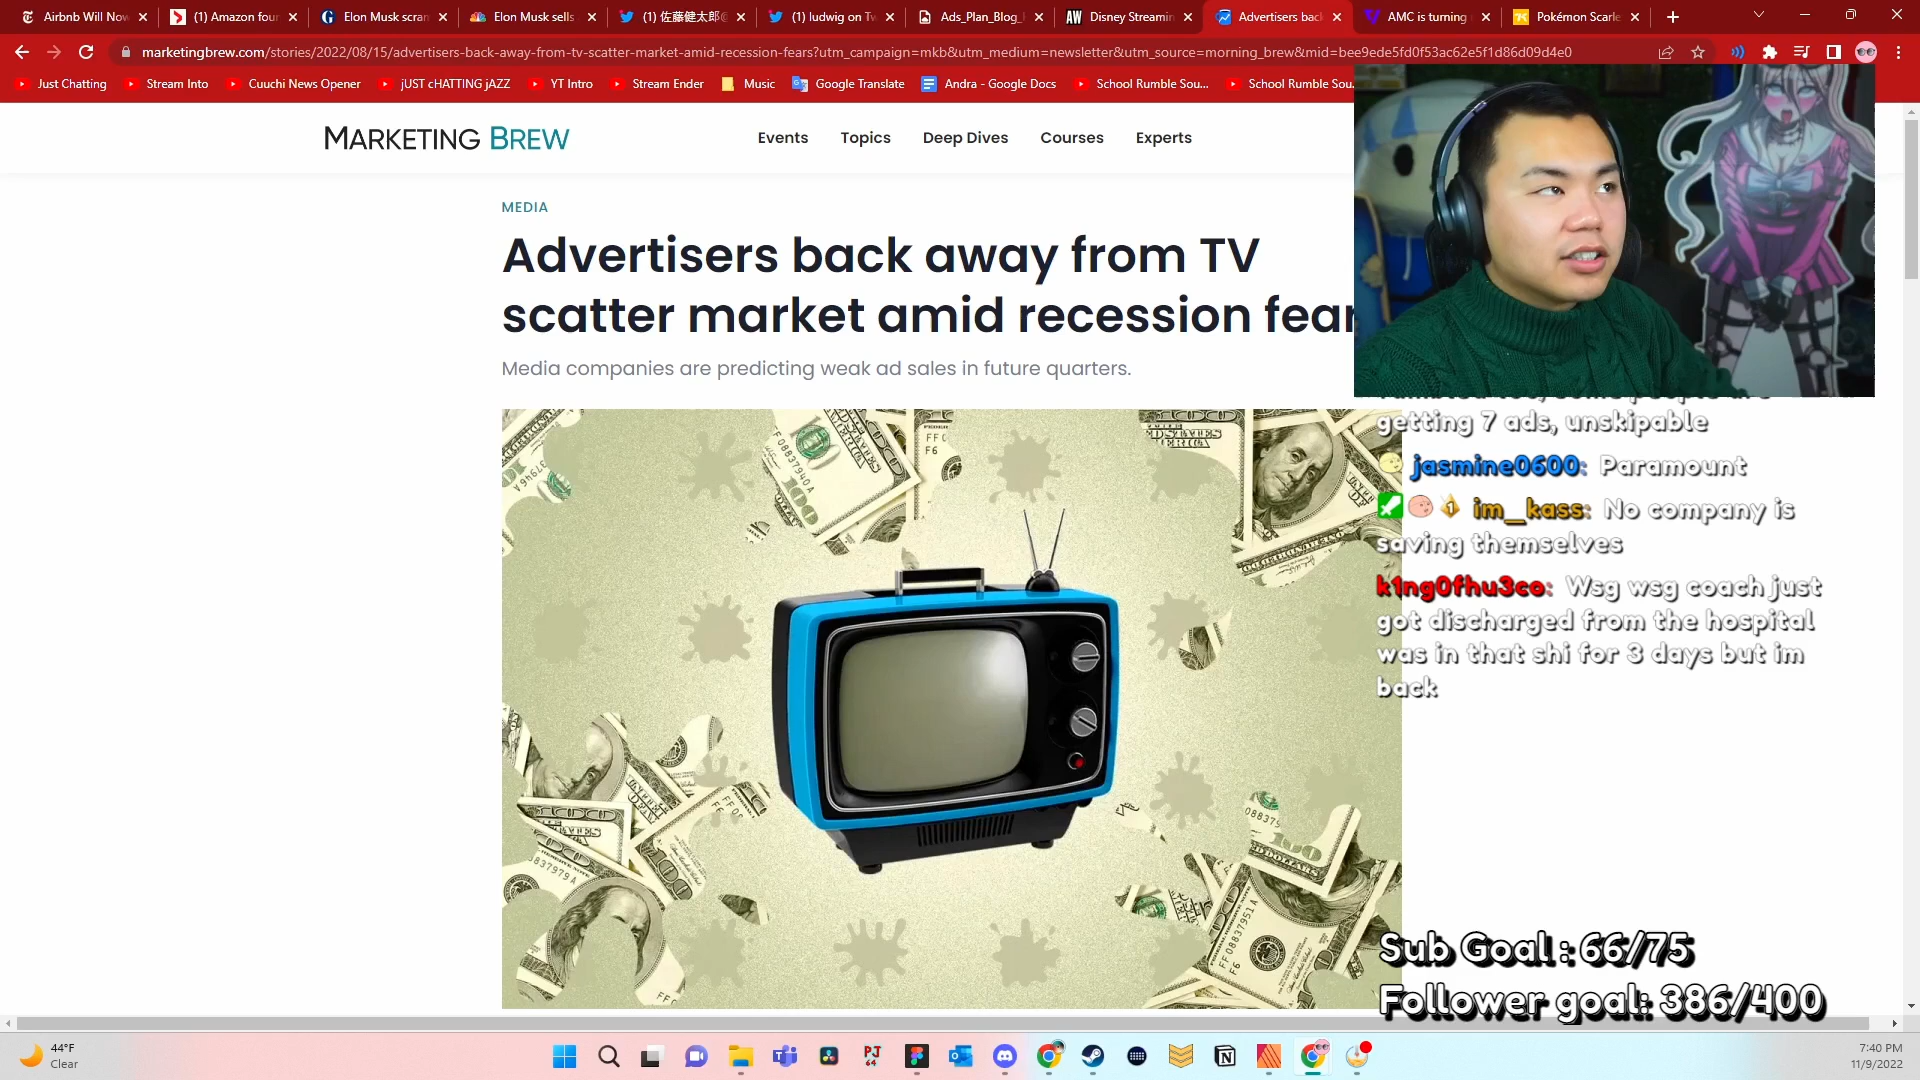 Airbnb Will Now
(1) Amazon four
Elon Musk scram
Elon Musk sells
(1) 佐藤健太郎@
(1) ludwig on Tw
Ads_Plan_Blog_
Disney Streamin
Advertisers back
AMC is turning
Pokémon Scarle
marketingbrew.com/stories/2022/08/15/advertisers-back-away-from-tv-scatter-market-amid-recession-fears?utm_campaign=mkb&utm_medium=newsletter&utm_source=morning_brew&mid=bee9ede5fd0f53ac62e5f1d86d09d4e0
Just Chatting
Stream Into
Cuuchi News Opener
jUST cHATTING jAZZ
YT Intro
Stream Ender
Music
Google Translate
Andra - Google Docs
School Rumble Sou...
School Rumble Sou.
MARKETING BREW
Events
Topics
Deep Dives
Courses
Experts
MEDIA
Advertisers back away from TV
scatter market amid recession fear
Media companies are predicting weak ad sales in future quarters.
getting 7 ads, unskipable
jasmine0600: Paramount
im__kass: No company is
saving themselves
k1ng0fhu3co: Wsg wsg coach just
got discharged from the hospital
was in that shi for 3 days but im
back
Sub Goal : 66/75
Follower goal: 386/400
44°F
Clear
7:40 PM
11/9/2022